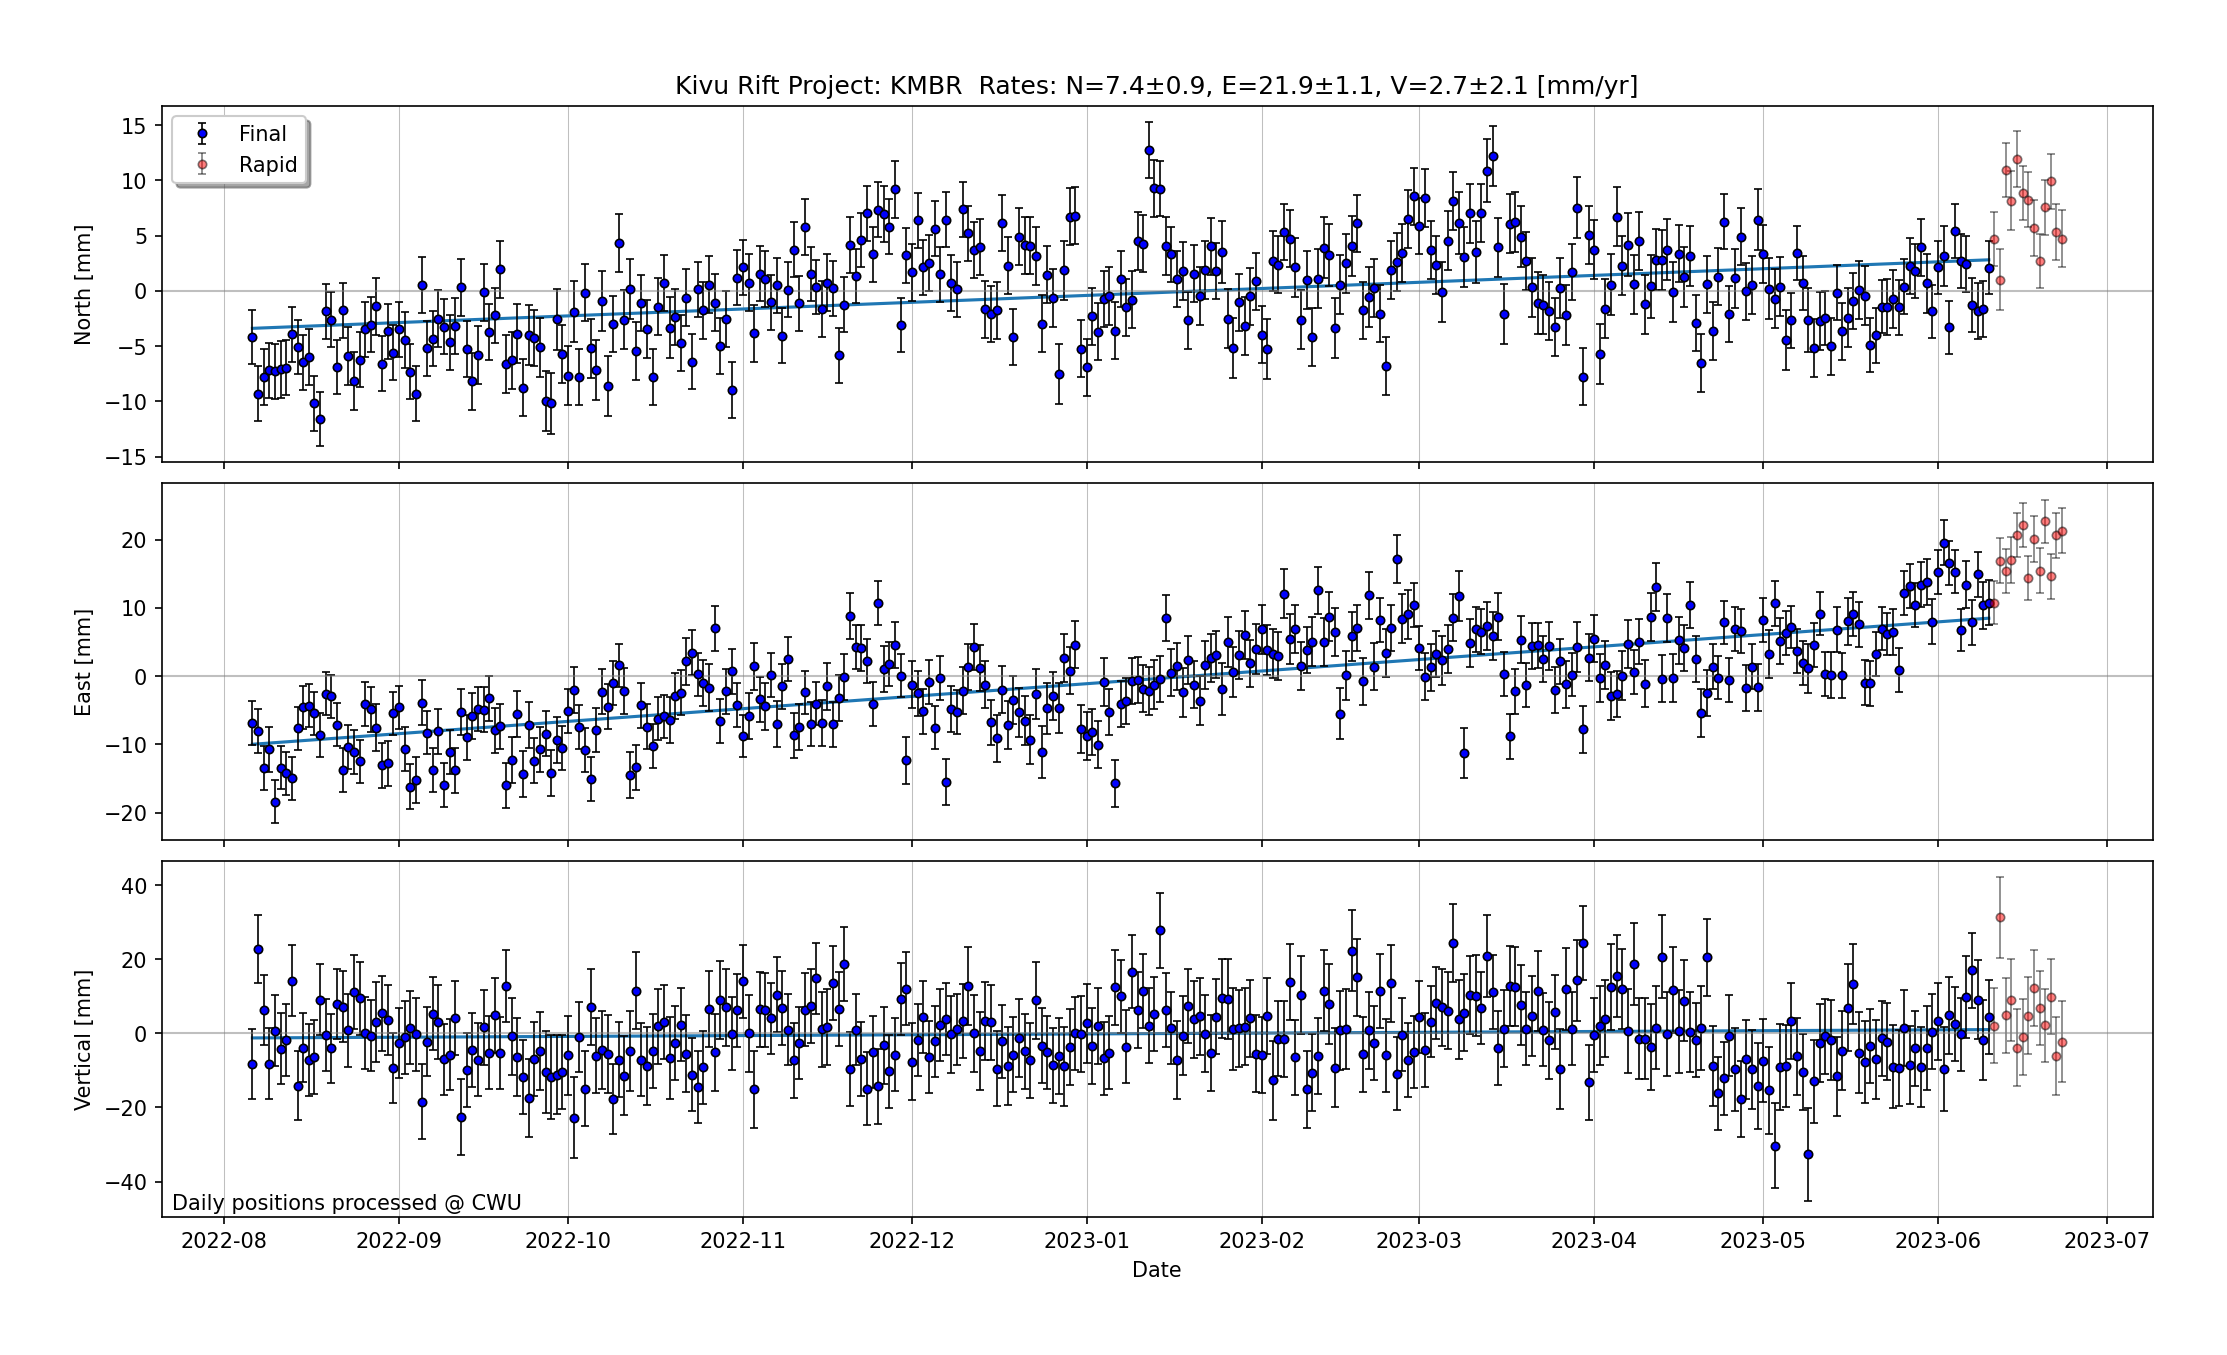 Kivu Rift Project: KMBR  Rates: N=7.4±0.9, E=21.9±1.1, V=2.7±2.1 [mm/yr]
Final
Rapid
North [mm]
15
10
5
0
−5
−10
−15
East [mm]
20
10
0
−10
−20
Vertical [mm]
40
20
0
−20
−40
Daily positions processed @ CWU
2022-08 2022-09 2022-10 2022-11 2022-12 2023-01 2023-02 2023-03 2023-04 2023-05 2023-06 2023-07
Date